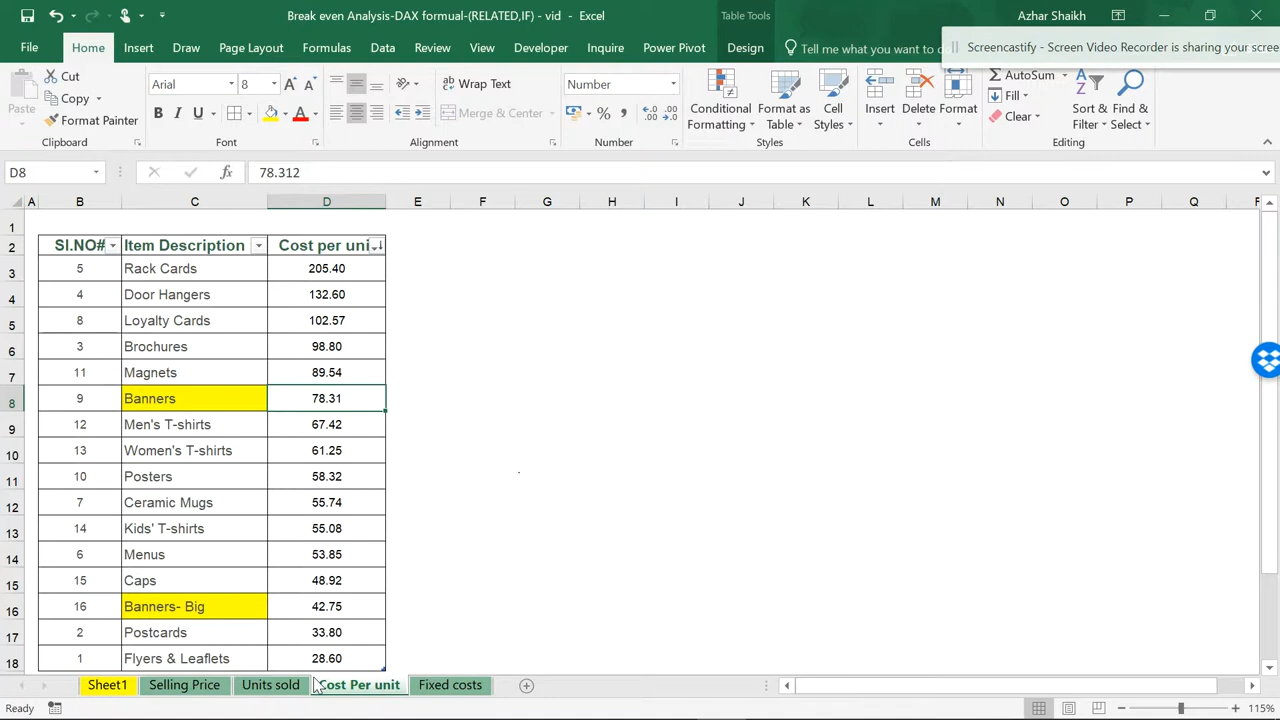 Break even Analysis-DAX formual-(RELATED,IF) - vid - Excel
Table Tools
Azhar Shaikh
File Home Insert Draw Page Layout Formulas Data Review View Developer Inquire Power Pivot Design Tell me what you want to do
Screencastify - Screen Video Recorder is sharing your scree
Paste
Cut
Copy
Format Painter
Clipboard
Arial 8
Font
Wrap Text
Merge & Center
Alignment
Number
Number
Conditional Formatting
Format as Table
Cell Styles
Styles
Insert
Delete
Format
Cells
AutoSum
Fill
Clear
Sort & Filter
Find & Select
Editing
D8 fx 78.312
A B C D E F G H I J K L M N O P Q
1
2 Sl.NO# Item Description Cost per uni
3 5 Rack Cards 205.40
4 4 Door Hangers 132.60
5 8 Loyalty Cards 102.57
6 3 Brochures 98.80
7 11 Magnets 89.54
8 9 Banners 78.31
9 12 Men's T-shirts 67.42
10 13 Women's T-shirts 61.25
11 10 Posters 58.32
12 7 Ceramic Mugs 55.74
13 14 Kids' T-shirts 55.08
14 6 Menus 53.85
15 15 Caps 48.92
16 16 Banners- Big 42.75
17 2 Postcards 33.80
18 1 Flyers & Leaflets 28.60
Sheet1 Selling Price Units sold Cost Per unit Fixed costs
Ready 115%